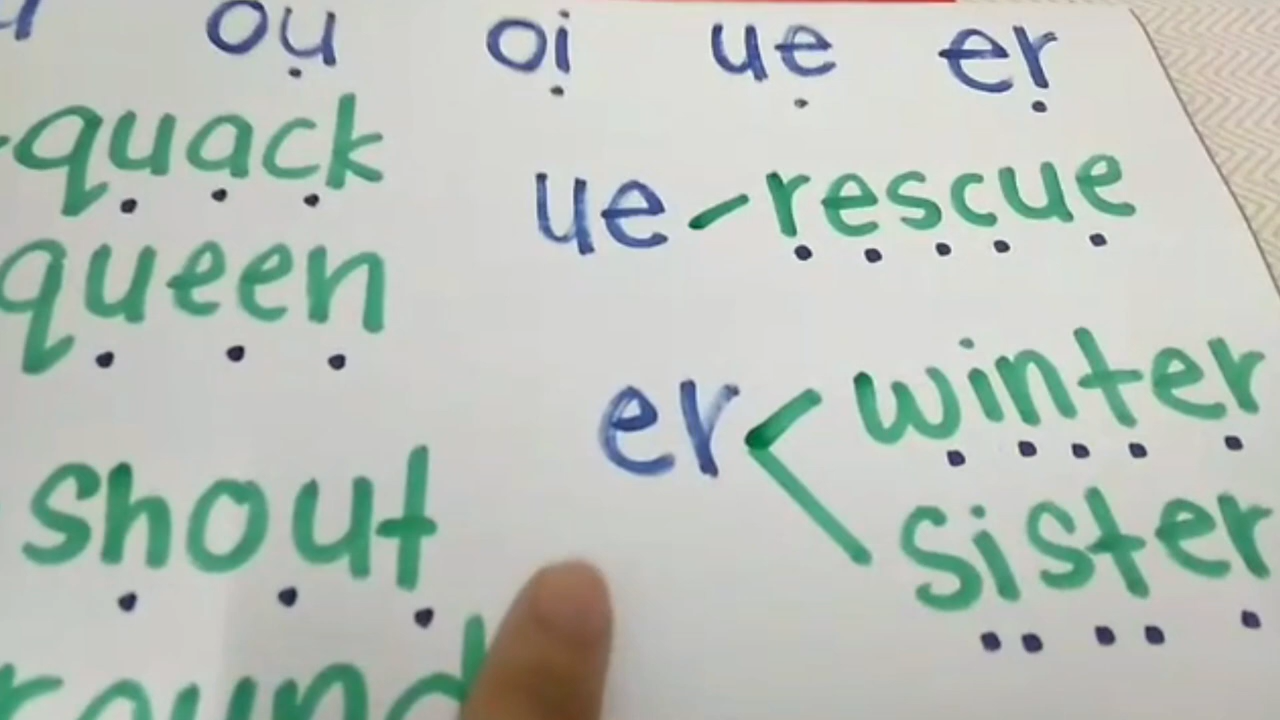 ou oi ue er
quack
ue - rescue
queen
er < winter
shout
sister